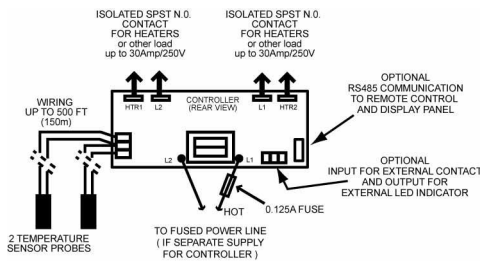 ISOLATED SPST N.O.
CONTACT
FOR HEATERS
or other load
up to 30Amp/250V
ISOLATED SPST N.O.
CONTACT
FOR HEATERS
or other load
up to 30Amp/250V
HTR1
L2
CONTROLLER
(REAR VIEW)
L1
HTR2
OPTIONAL
RS485 COMMUNICATION
TO REMOTE CONTROL
AND DISPLAY PANEL
WIRING
UP TO 500 FT
(150m)
L2
L1
OPTIONAL
INPUT FOR EXTERNAL CONTACT
AND OUTPUT FOR
EXTERNAL LED INDICATOR
HOT
0.125A FUSE
2 TEMPERATURE
SENSOR PROBES
TO FUSED POWER LINE
( IF SEPARATE SUPPLY
FOR CONTROLLER )